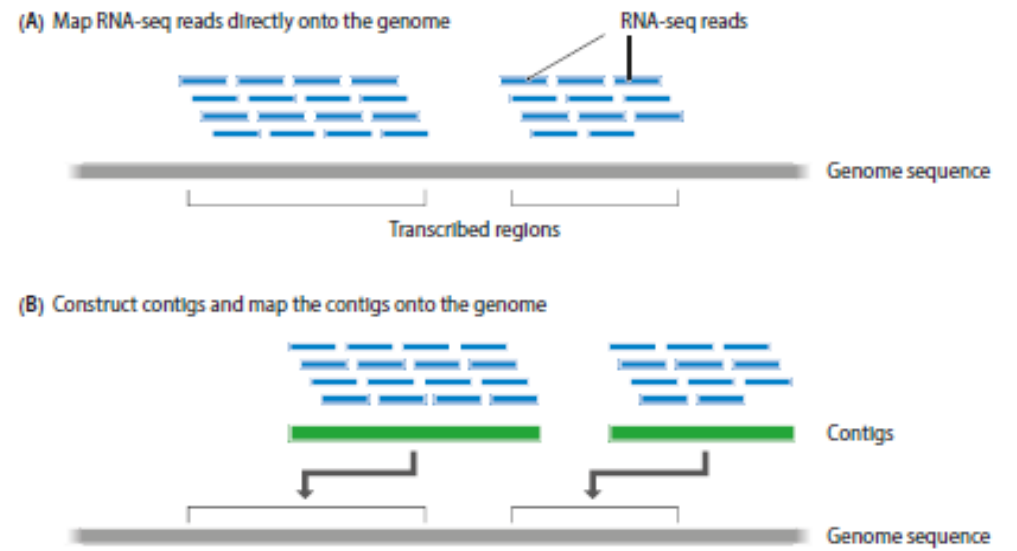 (A) Map RNA-seq reads directly onto the genome
RNA-seq reads
Genome sequence
Transcribed regions
(B) Construct contigs and map the contigs onto the genome
Contigs
Genome sequence